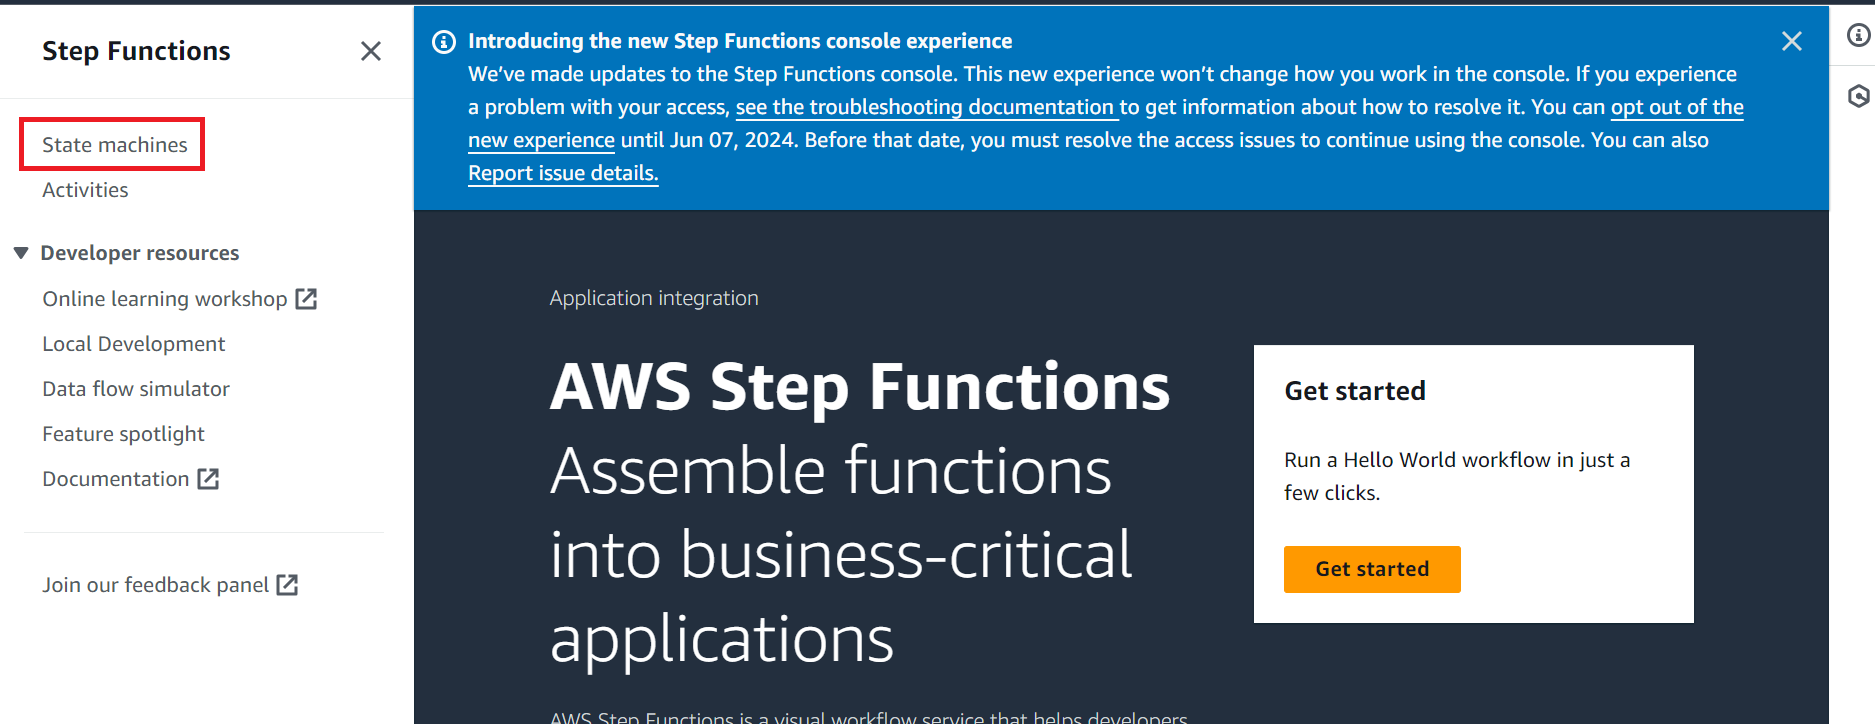 Step Functions
State machines
Activities
Developer resources
Online learning workshop
Local Development
Data flow simulator
Feature spotlight
Documentation
Join our feedback panel
Introducing the new Step Functions console experience
We’ve made updates to the Step Functions console. This new experience won’t change how you work in the console. If you experience
a problem with your access, see the troubleshooting documentation to get information about how to resolve it. You can opt out of the
new experience until Jun 07, 2024. Before that date, you must resolve the access issues to continue using the console. You can also
Report issue details.
Application integration
AWS Step Functions
Assemble functions
into business-critical
applications
AWS Step Functions is a visual workflow service that helps developers
Get started
Run a Hello World workflow in just a
few clicks.
Get started